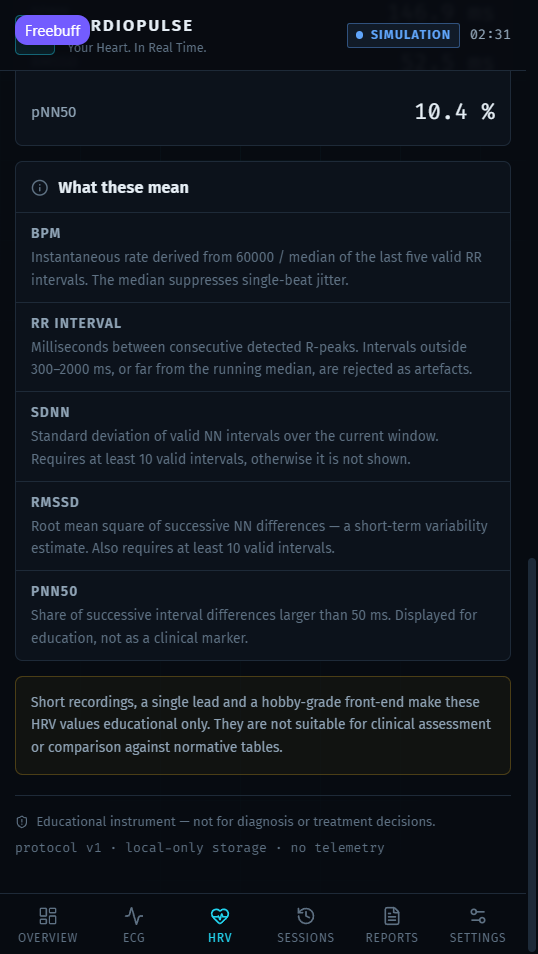 Freebuff
RDIOPULSE
Your Heart. In Real Time.
SIMULATION
02:31
pNN50
10.4 %
What these mean
BPM
Instantaneous rate derived from 60000 / median of the last five valid RR
intervals. The median suppresses single-beat jitter.
RR INTERVAL
Milliseconds between consecutive detected R-peaks. Intervals outside
300–2000 ms, or far from the running median, are rejected as artefacts.
SDNN
Standard deviation of valid NN intervals over the current window.
Requires at least 10 valid intervals, otherwise it is not shown.
RMSSD
Root mean square of successive NN differences — a short-term variability
estimate. Also requires at least 10 valid intervals.
PNN50
Share of successive interval differences larger than 50 ms. Displayed for
education, not as a clinical marker.
Short recordings, a single lead and a hobby-grade front-end make these
HRV values educational only. They are not suitable for clinical assessment
or comparison against normative tables.
Educational instrument — not for diagnosis or treatment decisions.
protocol v1 · local-only storage · no telemetry
OVERVIEW
ECG
HRV
SESSIONS
REPORTS
SETTINGS